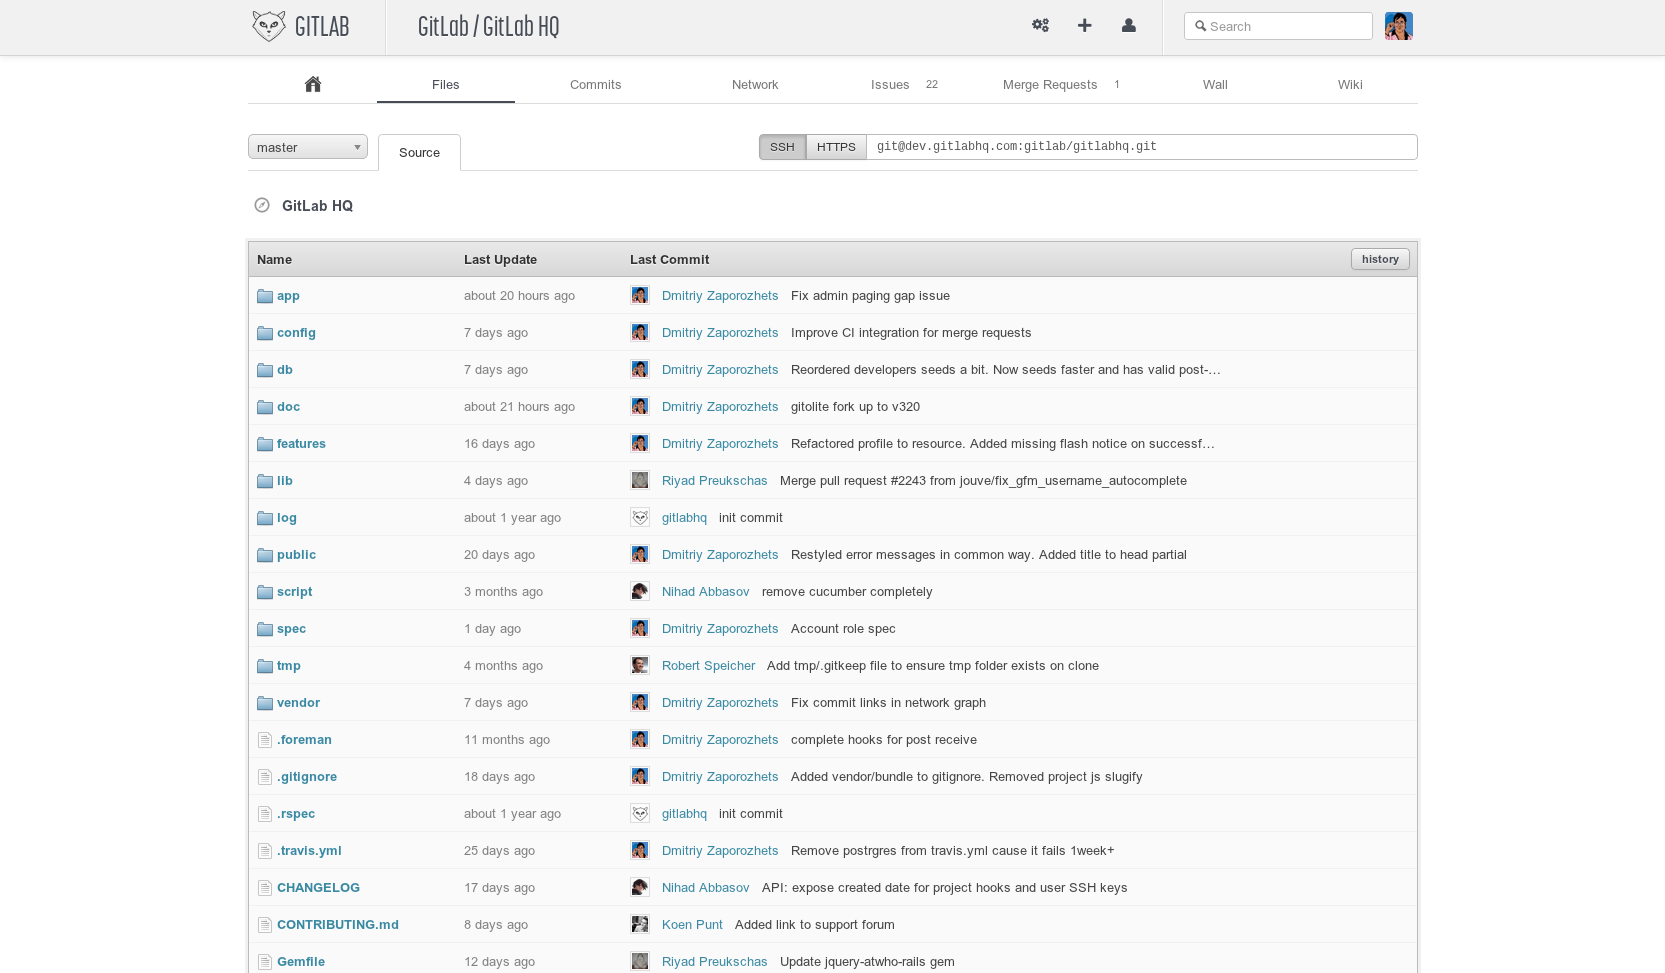 GITLAB GitLab / GitLab HQ Search
Files Commits Network Issues 22 Merge Requests 1 Wall Wiki
master Source SSH HTTPS git@dev.gitlabhq.com:gitlab/gitlabhq.git
GitLab HQ
Name Last Update Last Commit history
app about 20 hours ago Dmitriy Zaporozhets Fix admin paging gap issue
config 7 days ago Dmitriy Zaporozhets Improve CI integration for merge requests
db 7 days ago Dmitriy Zaporozhets Reordered developers seeds a bit. Now seeds faster and has valid post-…
doc about 21 hours ago Dmitriy Zaporozhets gitolite fork up to v320
features 16 days ago Dmitriy Zaporozhets Refactored profile to resource. Added missing flash notice on successf…
lib 4 days ago Riyad Preukschas Merge pull request #2243 from jouve/fix_gfm_username_autocomplete
log about 1 year ago gitlabhq init commit
public 20 days ago Dmitriy Zaporozhets Restyled error messages in common way. Added title to head partial
script 3 months ago Nihad Abbasov remove cucumber completely
spec 1 day ago Dmitriy Zaporozhets Account role spec
tmp 4 months ago Robert Speicher Add tmp/.gitkeep file to ensure tmp folder exists on clone
vendor 7 days ago Dmitriy Zaporozhets Fix commit links in network graph
.foreman 11 months ago Dmitriy Zaporozhets complete hooks for post receive
.gitignore 18 days ago Dmitriy Zaporozhets Added vendor/bundle to gitignore. Removed project js slugify
.rspec about 1 year ago gitlabhq init commit
.travis.yml 25 days ago Dmitriy Zaporozhets Remove postrgres from travis.yml cause it fails 1week+
CHANGELOG 17 days ago Nihad Abbasov API: expose created date for project hooks and user SSH keys
CONTRIBUTING.md 8 days ago Koen Punt Added link to support forum
Gemfile 12 days ago Riyad Preukschas Update jquery-atwho-rails gem